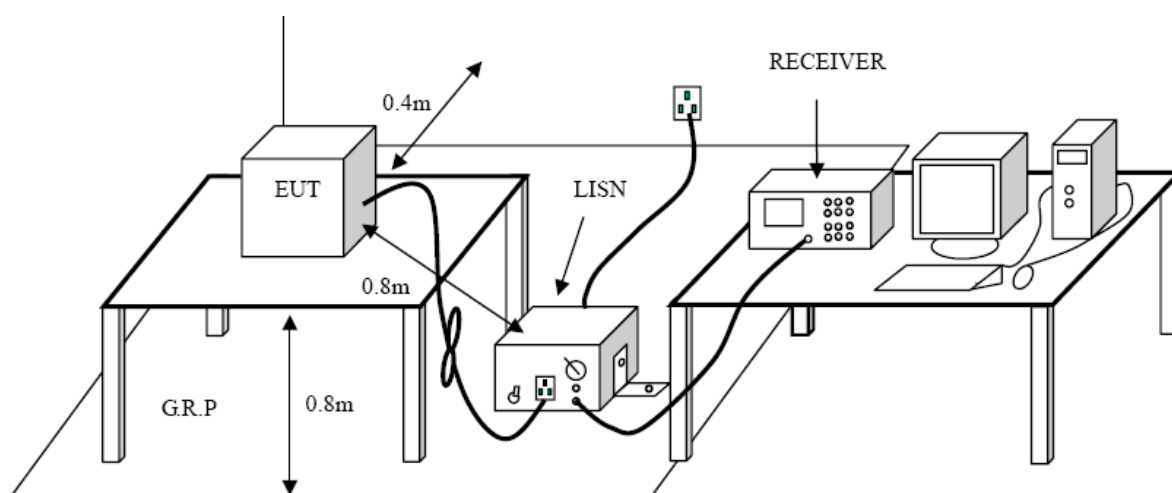 RECEIVER
0.4m
EUT
LISN
0.8m
G.R.P
0.8m